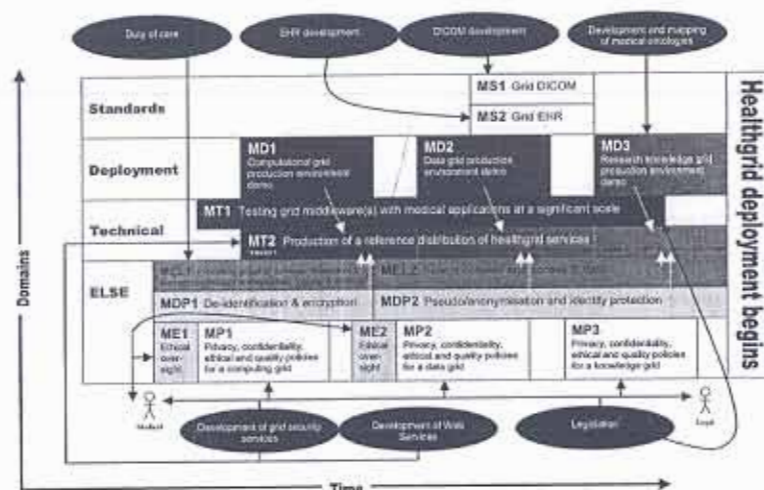 Duty of care
EHR development
DICOM development
Development and mapping
of medical ontologies
Standards
MS1 Grid DICOM
MS2 Grid EHR
Deployment
MD1
Computational grid
production environment
demo
MD2
Data grid production
environment demo
MD3
Research knowledge grid
production environment
demo
Technical
MT1 Testing grid middleware(s) with medical applications at a significant scale
MT2 Production of a reference distribution of healthgrid services
ELSE
MDP1 De-identification & encryption
MDP2 Pseudo/anonymisation and identity protection
ME1
Ethical over-
sight
MP1
Privacy, confidentiality,
ethical and quality policies
for a computing grid
ME2
Ethical
over-
sight
MP2
Privacy, confidentiality,
ethical and quality policies
for a data grid
MP3
Privacy, confidentiality,
ethical and quality policies
for a knowledge grid
Legal
Development of grid security
services
Development of Web
Services
Legislation
Domains
Time
Healthgrid deployment begins